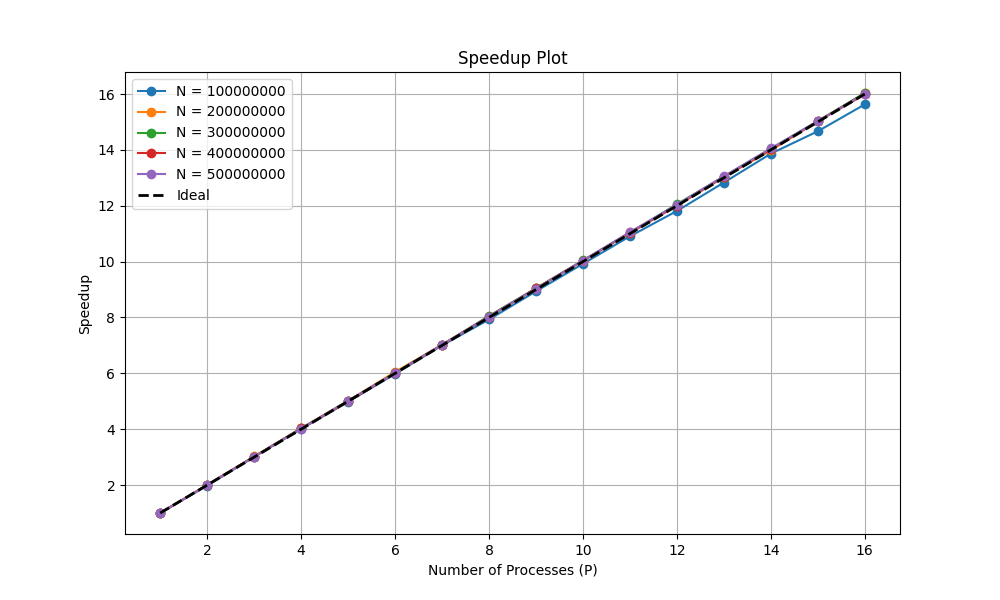 Speedup Plot
N = 100000000
N = 200000000
N = 300000000
N = 400000000
N = 500000000
Ideal
16
14
12
10
8
6
4
2
Speedup
2 4 6 8 10 12 14 16
Number of Processes (P)